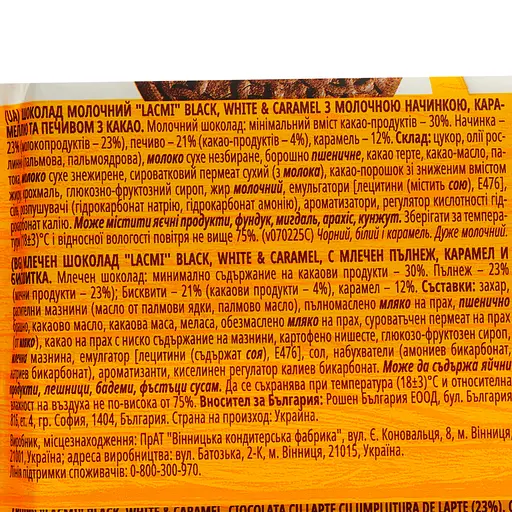 (UA) ШОКОЛАД МОЛОЧНИЙ "LACMI" BLACK, WHITE & CARAMEL З МОЛОЧНОЮ НАЧИНКОЮ, КАРА-
МЕЛЛЮ ТА ПЕЧИВОМ З КАКАО. Молочний шоколад: мінімальний вміст какао-продуктів – 30%. Начинка –
23% (молокопродуктів – 23%), печиво – 21% (какао-продуктів – 4%), карамель – 12%. Склад: цукор, олії рос-
линні (пальмова, пальмоядрова), молоко сухе незбиране, борошно пшеничне, какао терте, какао-масло, па-
молоко сухе знежирене, сироватковий пермеат сухий (з молока), какао-порошок зі зниженим вмістом
жиру, крохмаль, глюкозно-фруктозний сироп, жир молочний, емульгатори [лецитини (містить сою), E476],
сіль, розпушувачі (гідрокарбонат натрію, гідрокарбонат амонію), ароматизатори, регулятор кислотності гід-
рокарбонат калію. Може містити яєчні продукти, фундук, мигдаль, арахіс, кунжут. Зберігати за темпера-
тури (18±3)°C і відносної вологості повітря не вище 75%. (v070225C) Чорний, білий і карамель. Дуже молочний.
(BG) МЛЕЧЕН ШОКОЛАД "LACMI" BLACK, WHITE & CARAMEL, С МЛЕЧЕН ПЪЛНЕЖ, КАРАМЕЛ И
БИСКВИТКА. Млечен шоколад: минимално съдържание на какаови продукти – 30%. Пълнеж – 23%
(млечни продукти – 23%); Бисквити – 21% (какаови продукти – 4%), карамел – 12%. Съставки: захар,
растителни мазнини (масло от палмови ядки, палмово масло), пълномаслено мляко на прах, пшенично
брашно, какаово масло, какаова маса, меласа, обезмаслено мляко на прах, суроватъчен пермеат на прах
(от мляко), какао на прах с ниско съдържание на мазнини, картофено нишесте, глюкозо-фруктозен сироп,
млечна мазнина, емулгатор [лецитини (съдържат соя), E476], сол, набухватели (амониев бикарбонат,
натриев бикарбонат), ароматизанти, киселинен регулатор калиев бикарбонат. Може да съдържа яйчни
продукти, лешници, бадеми, фъстъци сусам. Да се съхранява при температура (18±3)°C и относителна
влажност на въздуха не по-висока от 75%. Вносител за България: Рошен България ЕООД, бул. България
81Б, ет. 4, гр. София, 1404, България. Страна на произход: Украйна.
Виробник, місцезнаходження: ПрАТ "Вінницька кондитерська фабрика", вул. Є. Коновальця, 8, м. Вінниця,
21001, Україна; адреса виробництва: вул. Батозька, 2-К, м. Вінниця, 21015, Україна.
Лінія підтримки споживачів: 0-800-300-970.
"LACMI" BLACK, WHITE & CARAMEL, CIOCOLATA CU LAPTE CU UMPLUTURA DE LAPTE (23%),